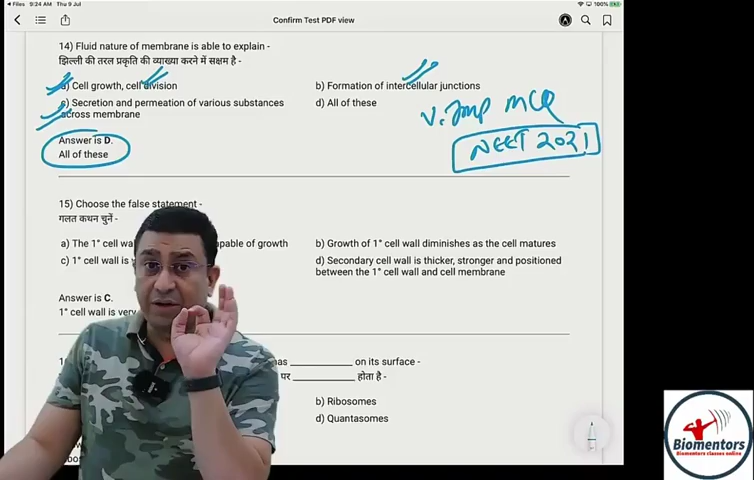 Files 9:24 AM Thu 9 Jul
100%
Confirm Test PDF view
14) Fluid nature of membrane is able to explain -
झिल्ली की तरल प्रकृति की व्याख्या करने में सक्षम है -
a) Cell growth, cell division
b) Formation of intercellular junctions
c) Secretion and permeation of various substances
across membrane
d) All of these
V. Imp MCQ
NEET 2021
Answer is D.
All of these
15) Choose the false statement -
गलत कथन चुनें -
a) The 1° cell wa
pable of growth
b) Growth of 1° cell wall diminishes as the cell matures
c) 1° cell wall is
d) Secondary cell wall is thicker, stronger and positioned
between the 1° cell wall and cell membrane
Answer is C.
1° cell wall is very
has ____________ on its surface -
पर ____________ होता है -
b) Ribosomes
d) Quantasomes
Biomentors
Biomentors classes online